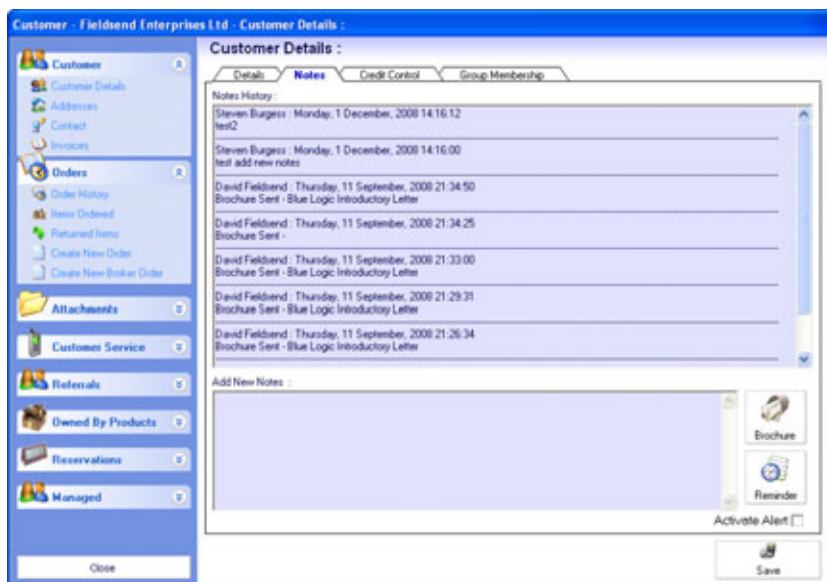 Customer - Fieldsend Enterprises Ltd - Customer Details :
Customer
Customer Details
Addresses
Contact
Invoices
Orders
Order History
Items Ordered
Returned Items
Create New Order
Create New Broker Order
Attachments
Customer Service
Referrals
Owned By Products
Reservations
Managed
Close
Customer Details :
Details Notes Credit Control Group Membership
Notes History :
Steven Burgess : Monday, 1 December, 2008 14:16:12
test2
Steven Burgess : Monday, 1 December, 2008 14:16:00
test add new notes
David Fieldsend : Thursday, 11 September, 2008 21:34:50
Brochure Sent - Blue Logic Introductory Letter
David Fieldsend : Thursday, 11 September, 2008 21:34:25
Brochure Sent -
David Fieldsend : Thursday, 11 September, 2008 21:33:00
Brochure Sent - Blue Logic Introductory Letter
David Fieldsend : Thursday, 11 September, 2008 21:29:31
Brochure Sent - Blue Logic Introductory Letter
David Fieldsend : Thursday, 11 September, 2008 21:26:34
Brochure Sent - Blue Logic Introductory Letter
Add New Notes :
Brochure
Reminder
Activate Alert
Save